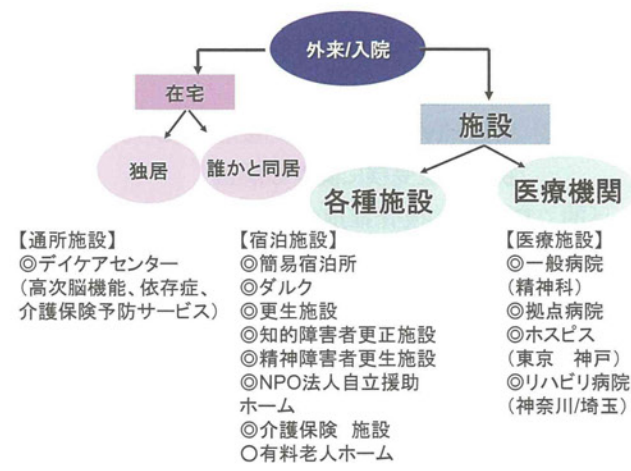 外来/入院
在宅
施設
独居
誰かと同居
各種施設
医療機関
【通所施設】
◎デイケアセンター
(高次脳機能、依存症、
介護保険予防サービス)
【宿泊施設】
◎簡易宿泊所
◎ダルク
◎更生施設
◎知的障害者更正施設
◎精神障害者更生施設
◎NPO法人自立援助
ホーム
◎介護保険 施設
〇有料老人ホーム
【医療施設】
◎一般病院
(精神科)
◎拠点病院
◎ホスピス
(東京 神戸)
◎リハビリ病院
(神奈川/埼玉)